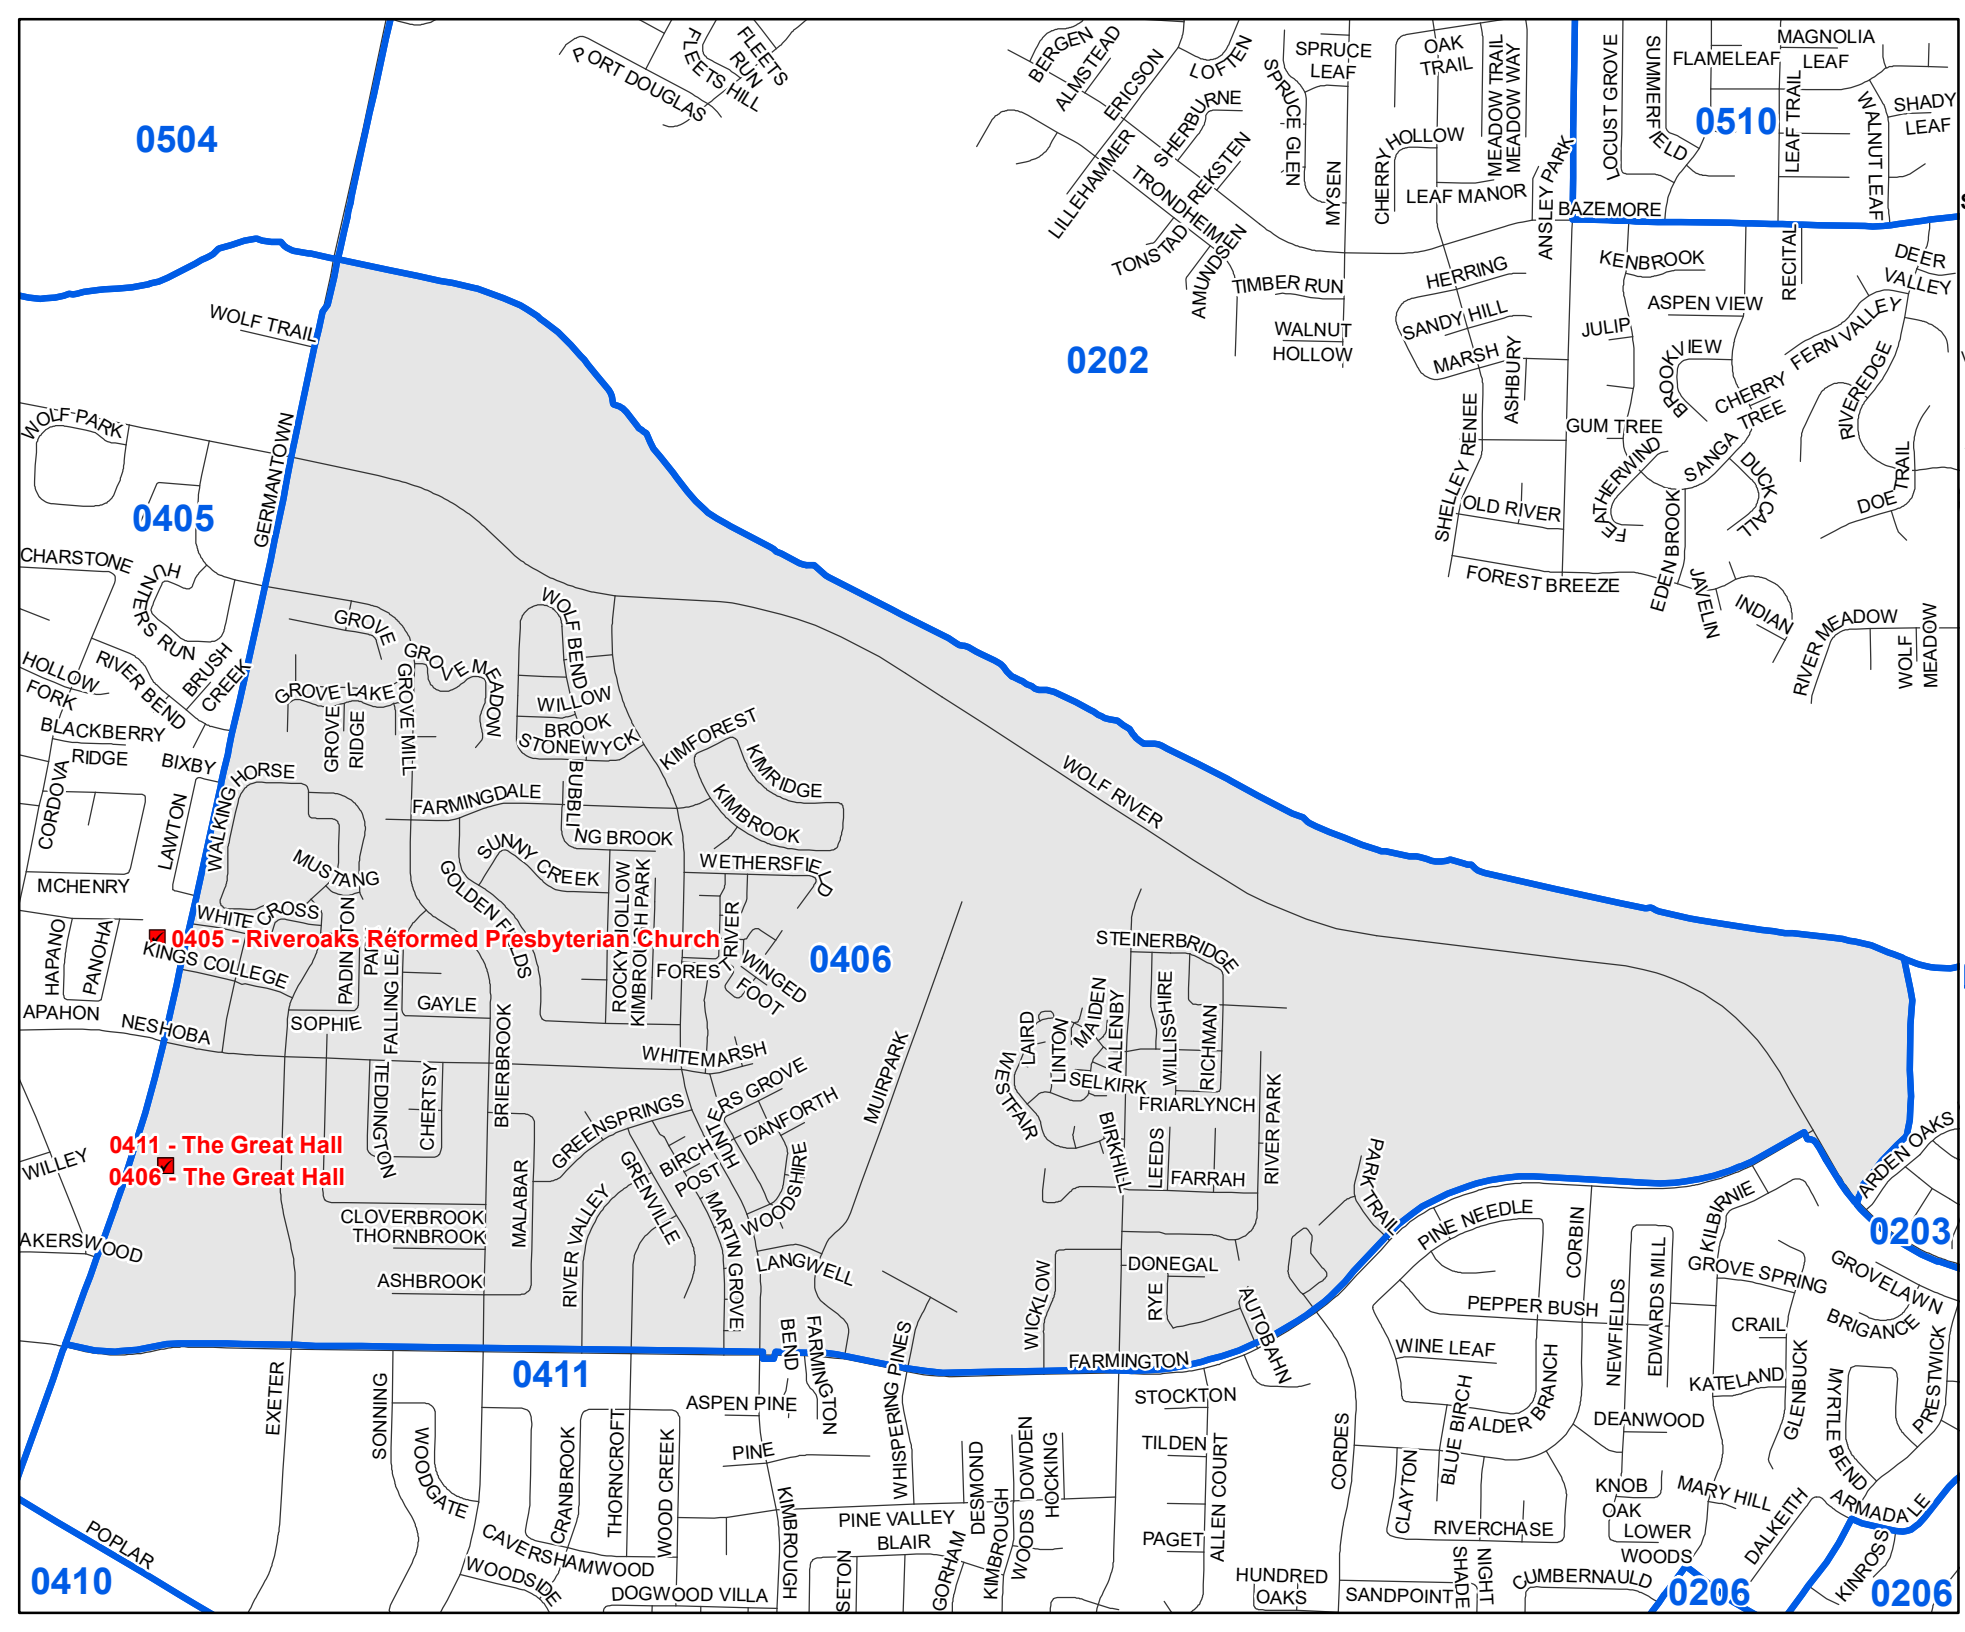 0504
PORT DOUGLAS
FLEETS HILL
FLEETS
RUN
BERGEN
ALMSTEAD
ERICSON
LOFTEN
SPRUCE
LEAF
SPRUCE GLEN
OAK
TRAIL
MEADOW TRAIL
MEADOW WAY
LOCUST GROVE
SUMMERFIELD
FLAMELEAF
MAGNOLIA
LEAF
LEAF TRAIL
WALNUT LEAF
SHADY
LEAF
0510
SHERBURNE
REKSTEN
LILLEHAMMER
TRONDHEIM
TONSTAD
AMUNDSEN
MYSEN
CHERRY HOLLOW
LEAF MANOR
ANSLEY PARK
BAZEMORE
TIMBER RUN
WALNUT
HOLLOW
0202
HERRING
SANDY HILL
MARSH
ASHBURY
SHELLEY RENEE
OLD RIVER
FOREST BREEZE
KENBROOK
RECITAL
DEER
VALLEY
ASPEN VIEW
JULIP
BROOKVIEW
CHERRY
TREE
FERN VALLEY
RIVEREDGE
GUM TREE
FEATHERWIND
SANGA
DUCK CALL
DOE TRAIL
EDEN BROOK
JAVELIN
INDIAN
RIVER MEADOW
WOLF
MEADOW
WOLF TRAIL
WOLF PARK
GERMANTOWN
0405
CHARSTONE
HUNTERS RUN
BRUSH
CREEK
RIVER BEND
HOLLOW
FORK
BLACKBERRY
RIDGE
BIXBY
CORDOVA
LAWTON
MCHENRY
HAPANO
PANOHA
APAHON
NESHOBA
GROVE
GROVE MEADOW
GROVE LAKE
GROVE
RIDGE
GROVE MILL
WOLF BEND
WILLOW
BROOK
STONEWYCK
KIMFOREST
KIMRIDGE
KIMBROOK
WOLF RIVER
WALKING HORSE
FARMINGDALE
BUBBLING BROOK
SUNNY CREEK
MUSTANG
GOLDEN FIELDS
ROCKY HOLLOW
KIMBROUGH PARK
WETHERSFIELD
WHITE CROSS
0405 - Riveroaks Reformed Presbyterian Church
KINGS COLLEGE
FALLING LEAF
FOREST
RIVER
WINGED
FOOT
0406
SOPHIE
GAYLE
BRIERBROOK
WHITEMARSH
TEDDINGTON
CHERTSY
MUIRPARK
STEINERBRIDGE
LAIRD
LINTON
MAIDEN
ALLENBY
WILLISSHIRE
RICHMAN
WESTFAIR
SELKIRK
FRIARLYNCH
BIRKHILL
LEEDS
FARRAH
RIVER PARK
PARK TRAIL
GREENSPRINGS
HUNTERS GROVE
DANFORTH
BIRCH
POST
WOODSHIRE
GRENVILLE
MARTIN GROVE
RIVER VALLEY
MALABAR
WILLEY
0411 - The Great Hall
0406 - The Great Hall
AKERSWOOD
CLOVERBROOK
THORNBROOK
ASHBROOK
LANGWELL
WICKLOW
DONEGAL
RYE
AUTOBAHN
FARMINGTON
ARDEN OAKS
0203
PINE NEEDLE
CORBIN
KILBIRNIE
GROVE SPRING
GROVELAWN
BRIGANCE
EDWARDS MILL
NEWFIELDS
PEPPER BUSH
WINE LEAF
CRAIL
KATELAND
GLENBUCK
MYRTLE BEND
PRESTWICK
ALDER BRANCH
BLUE BIRCH
DEANWOOD
0411
EXETER
SONNING
WOODGATE
CRANBROOK
THORNCROFT
WOOD CREEK
ASPEN PINE
BEND
FARMINGTON
WHISPERING PINES
PINE
STOCKTON
TILDEN
ALLEN COURT
PAGET
CORDES
CLAYTON
KNOB
OAK
MARY HILL
LOWER
WOODS
DALKEITH
ARMADALE
KINROSS
RIVERCHASE
NIGHT
SHADE
SANDPOINT
HUNDRED
OAKS
CUMBERNAULD
0206
0206
0410
POPLAR
CAVERSHAMWOOD
WOODSIDE
DOGWOOD VILLA
KIMBROUGH
PINE VALLEY
BLAIR
SETON
GORHAM
DESMOND
KIMBROUGH
WOODS
DOWDEN
HOCKING